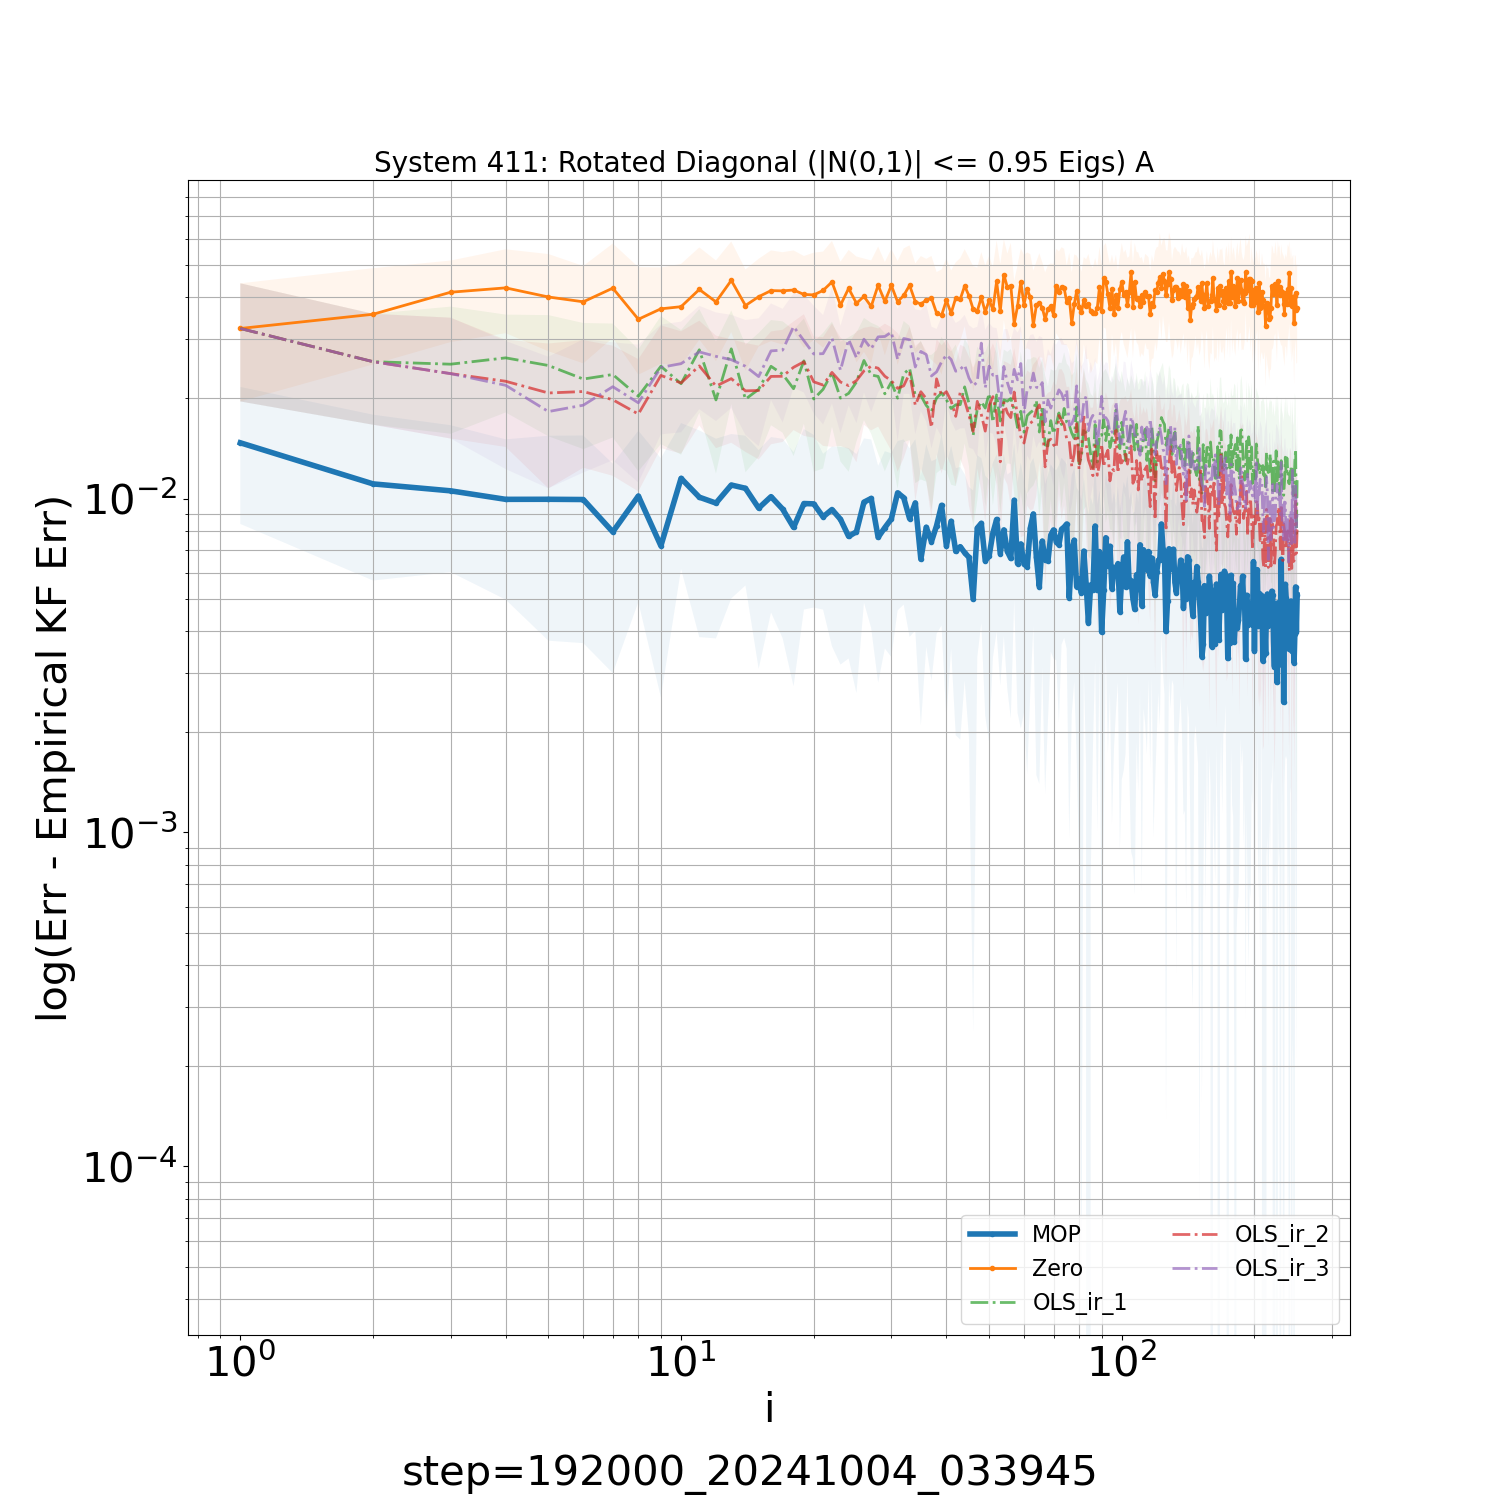 System 411: Rotated Diagonal (|N(0,1)| <= 0.95 Eigs) A
log(Err - Empirical KF Err)
10⁻²
10⁻³
10⁻⁴
MOP
Zero
OLS_ir_1
OLS_ir_2
OLS_ir_3
10⁰ 10¹ 10²
i
step=192000_20241004_033945